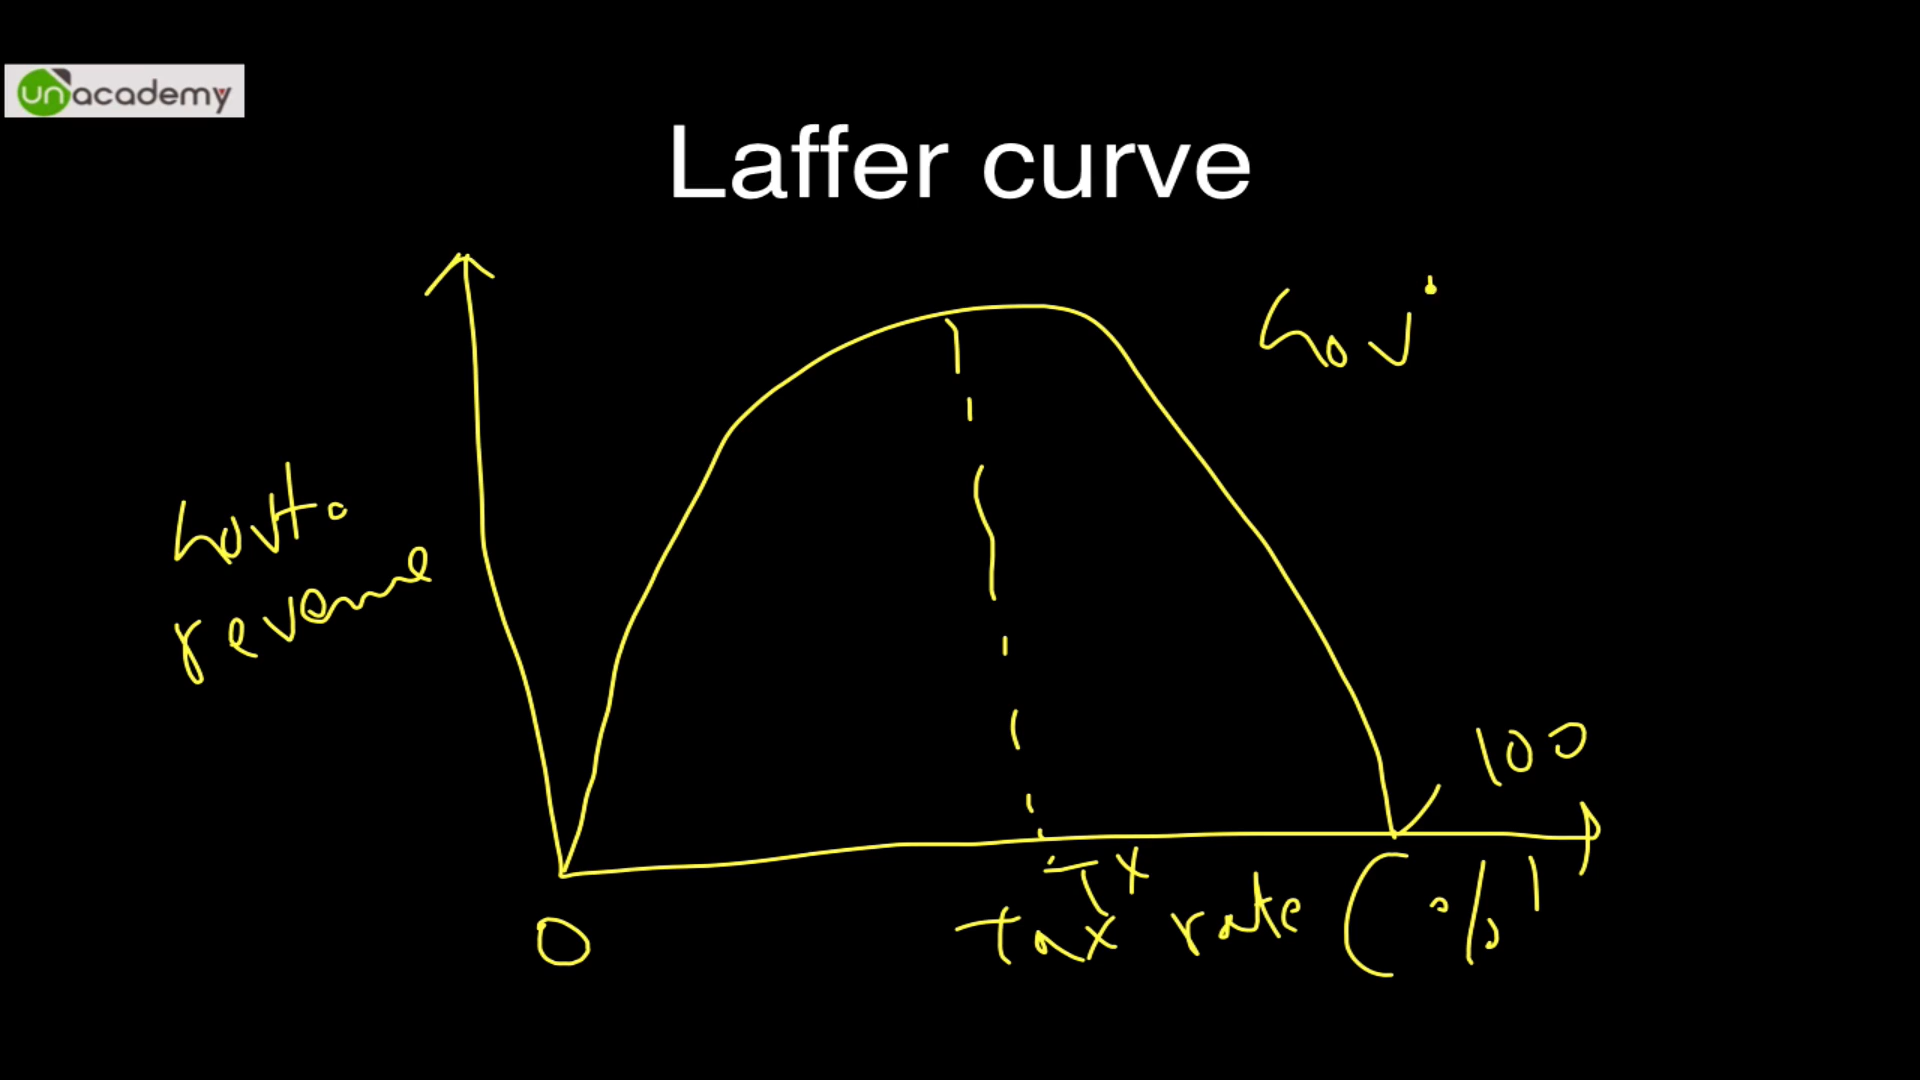 unacademy
Laffer curve
Gov
Govt.
revenue
100
0
T*
Tax rate (%)